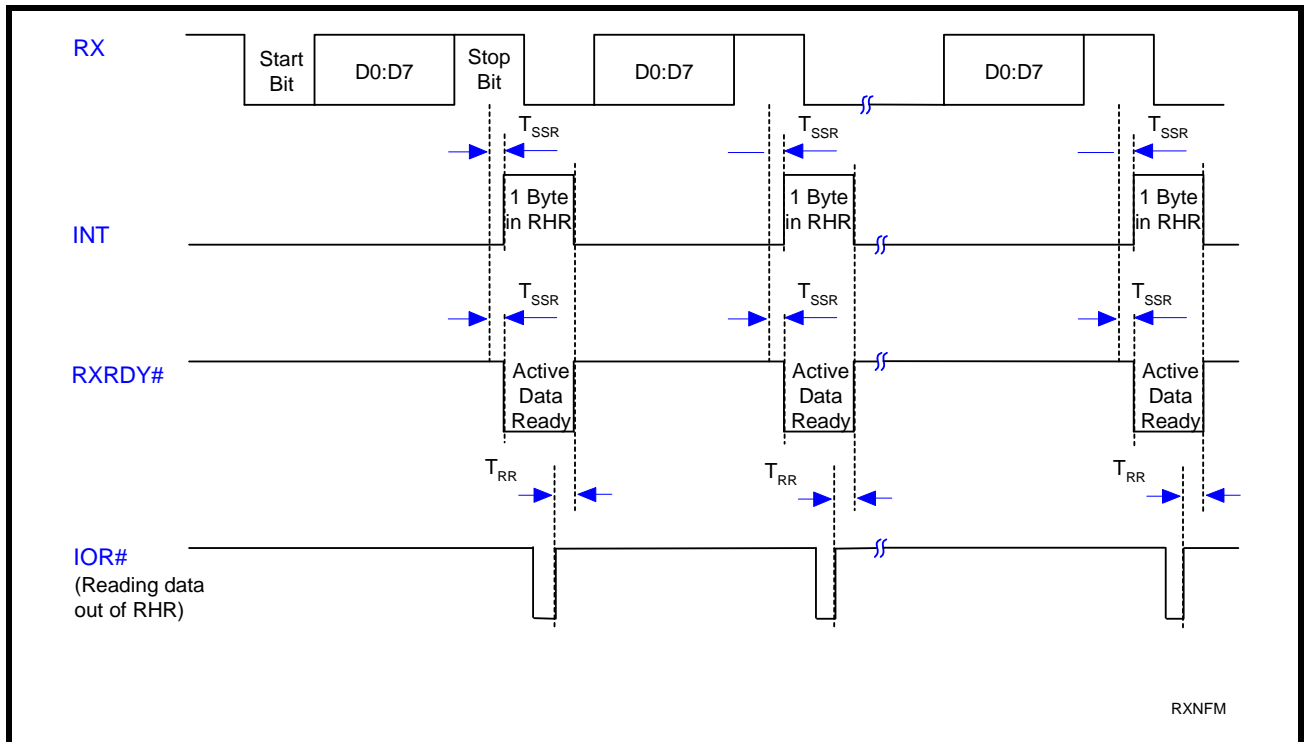 RX
Start
Bit
D0:D7
Stop
Bit
D0:D7
D0:D7
TSSR
TSSR
TSSR
INT
1 Byte
in RHR
1 Byte
in RHR
1 Byte
in RHR
TSSR
TSSR
TSSR
RXRDY#
Active
Data
Ready
Active
Data
Ready
Active
Data
Ready
TRR
TRR
TRR
IOR#
(Reading data
out of RHR)
RXNFM